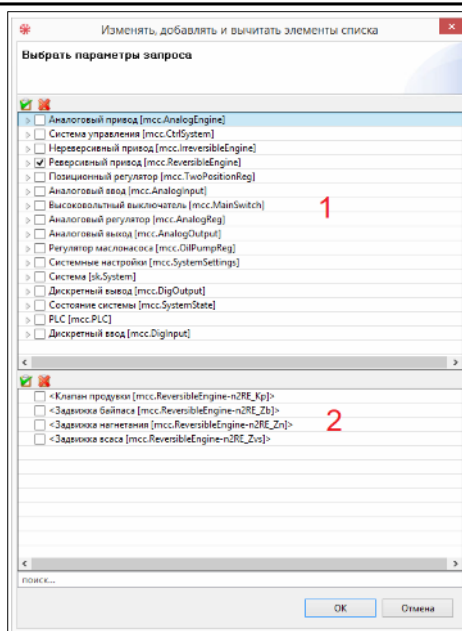 Изменять, добавлять и вычитать элементы списка
Выбрать параметры запроса
Аналоговый привод [mcc.AnalogEngine]
Система управления [mcc.CtrlSystem]
Нереверсивный привод [mcc.IrreversibleEngine]
Реверсивный привод [mcc.ReversibleEngine]
Позиционный регулятор [mcc.TwoPositionReg]
Аналоговый ввод [mcc.AnalogInput]
Высоковольтный выключатель [mcc.MainSwitch]
Аналоговый регулятор [mcc.AnalogReg]
Аналоговый выход [mcc.AnalogOutput]
Регулятор маслонасоса [mcc.OilPumpReg]
Системные настройки [mcc.SystemSettings]
Система [sk.System]
Дискретный вывод [mcc.DigOutput]
Состояние системы [mcc.SystemState]
PLC [mcc.PLC]
Дискретный ввод [mcc.DigInput]
1
<Клапан продувки [mcc.ReversibleEngine-n2RE_Kp]>
<Задвижка байпаса [mcc.ReversibleEngine-n2RE_Zb]>
<Задвижка нагнетания [mcc.ReversibleEngine-n2RE_Zn]>
<Задвижка всаса [mcc.ReversibleEngine-n2RE_Zvs]>
2
поиск...
ОК
Отмена